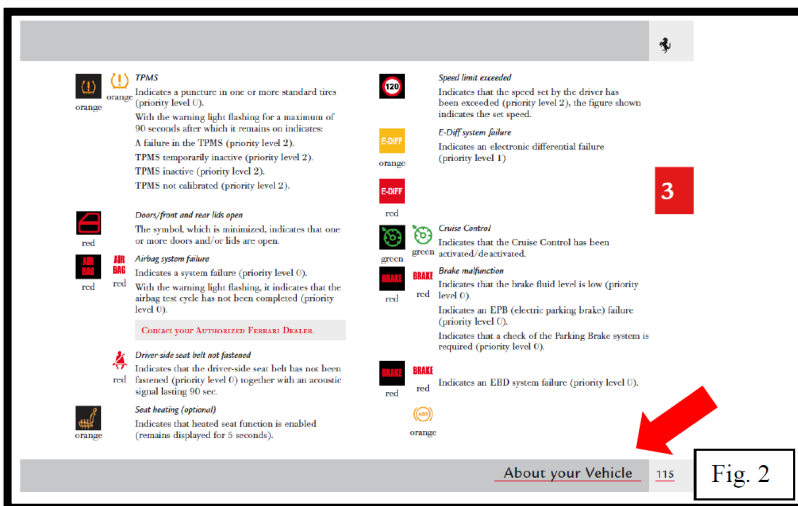 TPMS
orange
orange
Indicates a puncture in one or more standard tires
(priority level 0).
With the warning light flashing for a maximum of
90 seconds after which it remains on indicates:
A failure in the TPMS (priority level 2).
TPMS temporarily inactive (priority level 2).
TPMS inactive (priority level 2).
TPMS not calibrated (priority level 2).
Doors/front and rear lids open
red
The symbol, which is minimized, indicates that one
or more doors and/or lids are open.
AIR
BAG
AIR
BAG
red
red
Airbag system failure
Indicates a system failure (priority level 0).
With the warning light flashing, it indicates that the
airbag test cycle has not been completed (priority
level 0).
Contact your AUTHORIZED FERRARI DEALER.
Driver-side seat belt not fastened
red
Indicates that the driver-side seat belt has not been
fastened (priority level 0) together with an acoustic
signal lasting 90 sec.
Seat heating (optional)
orange
Indicates that heated seat function is enabled
(remains displayed for 5 seconds).
120
Speed limit exceeded
Indicates that the speed set by the driver has
been exceeded (priority level 2), the figure shown
indicates the set speed.
E-DIFF
orange
E-Diff system failure
Indicates an electronic differential failure
(priority level 1)
E-DIFF
red
Cruise Control
green
green
Indicates that the Cruise Control has been
activated/deactivated.
BRAKE
BRAKE
red
red
Brake malfunction
Indicates that the brake fluid level is low (priority
level 0).
Indicates an EPB (electric parking brake) failure
(priority level 0).
Indicates that a check of the Parking Brake system is
required (priority level 0).
BRAKE
BRAKE
red
red
Indicates an EBD system failure (priority level 0).
ABS
orange
3
About your Vehicle
115
Fig. 2